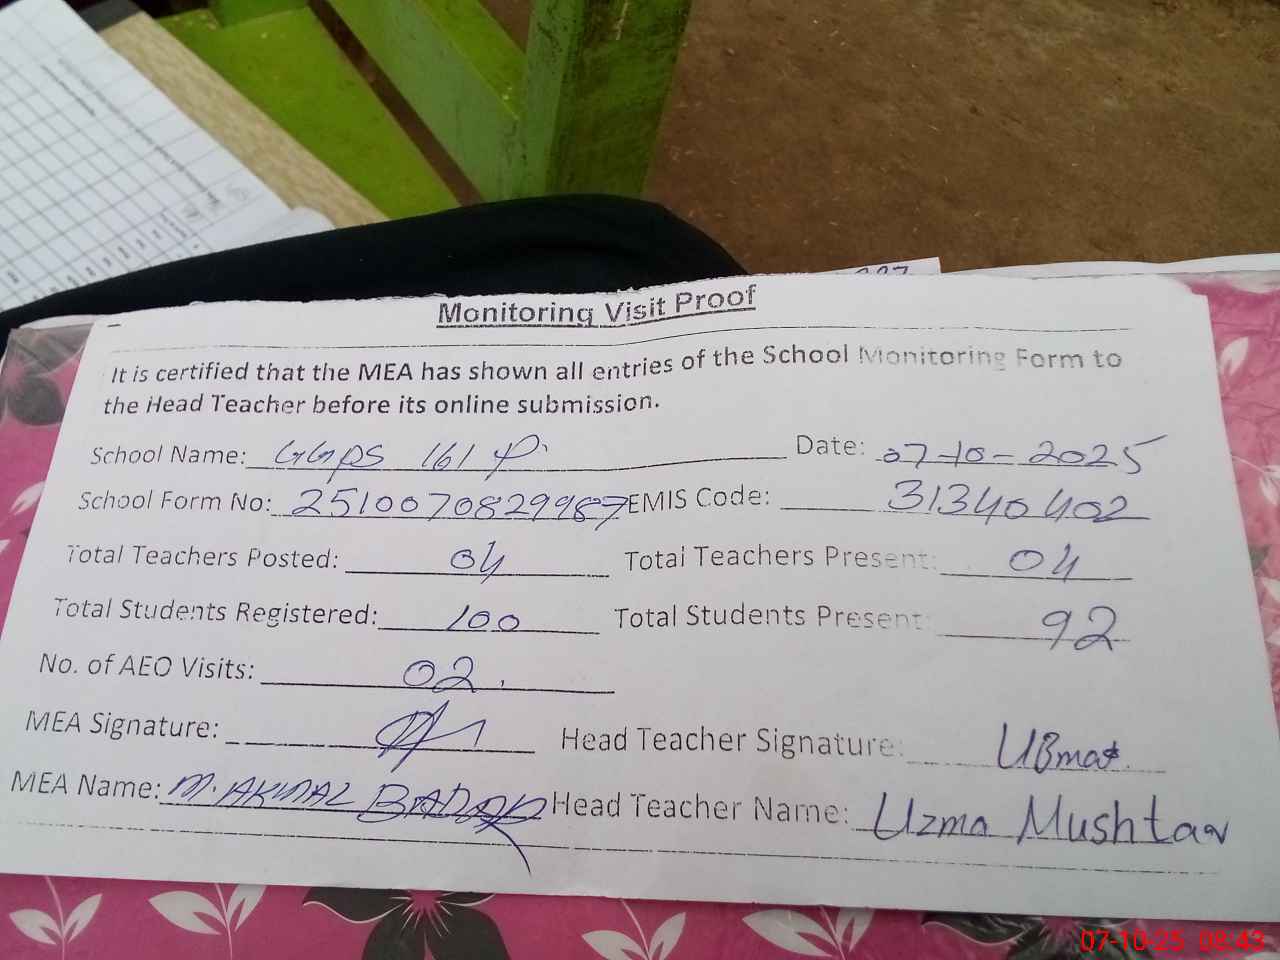 Monitoring Visit Proof
It is certified that the MEA has shown all entries of the School Monitoring Form to
the Head Teacher before its online submission.
School Name: GGPS 161 P. Date: 07-10-2025
School Form No: 2510070829987 EMIS Code: 31340402
Total Teachers Posted: 04 Total Teachers Present: 04
Total Students Registered: 100 Total Students Present: 92
No. of AEO Visits: 02.
MEA Signature: Head Teacher Signature:
MEA Name: M. AKMAL Head Teacher Name: Uzma Mushtaq
07-10-25 08:43